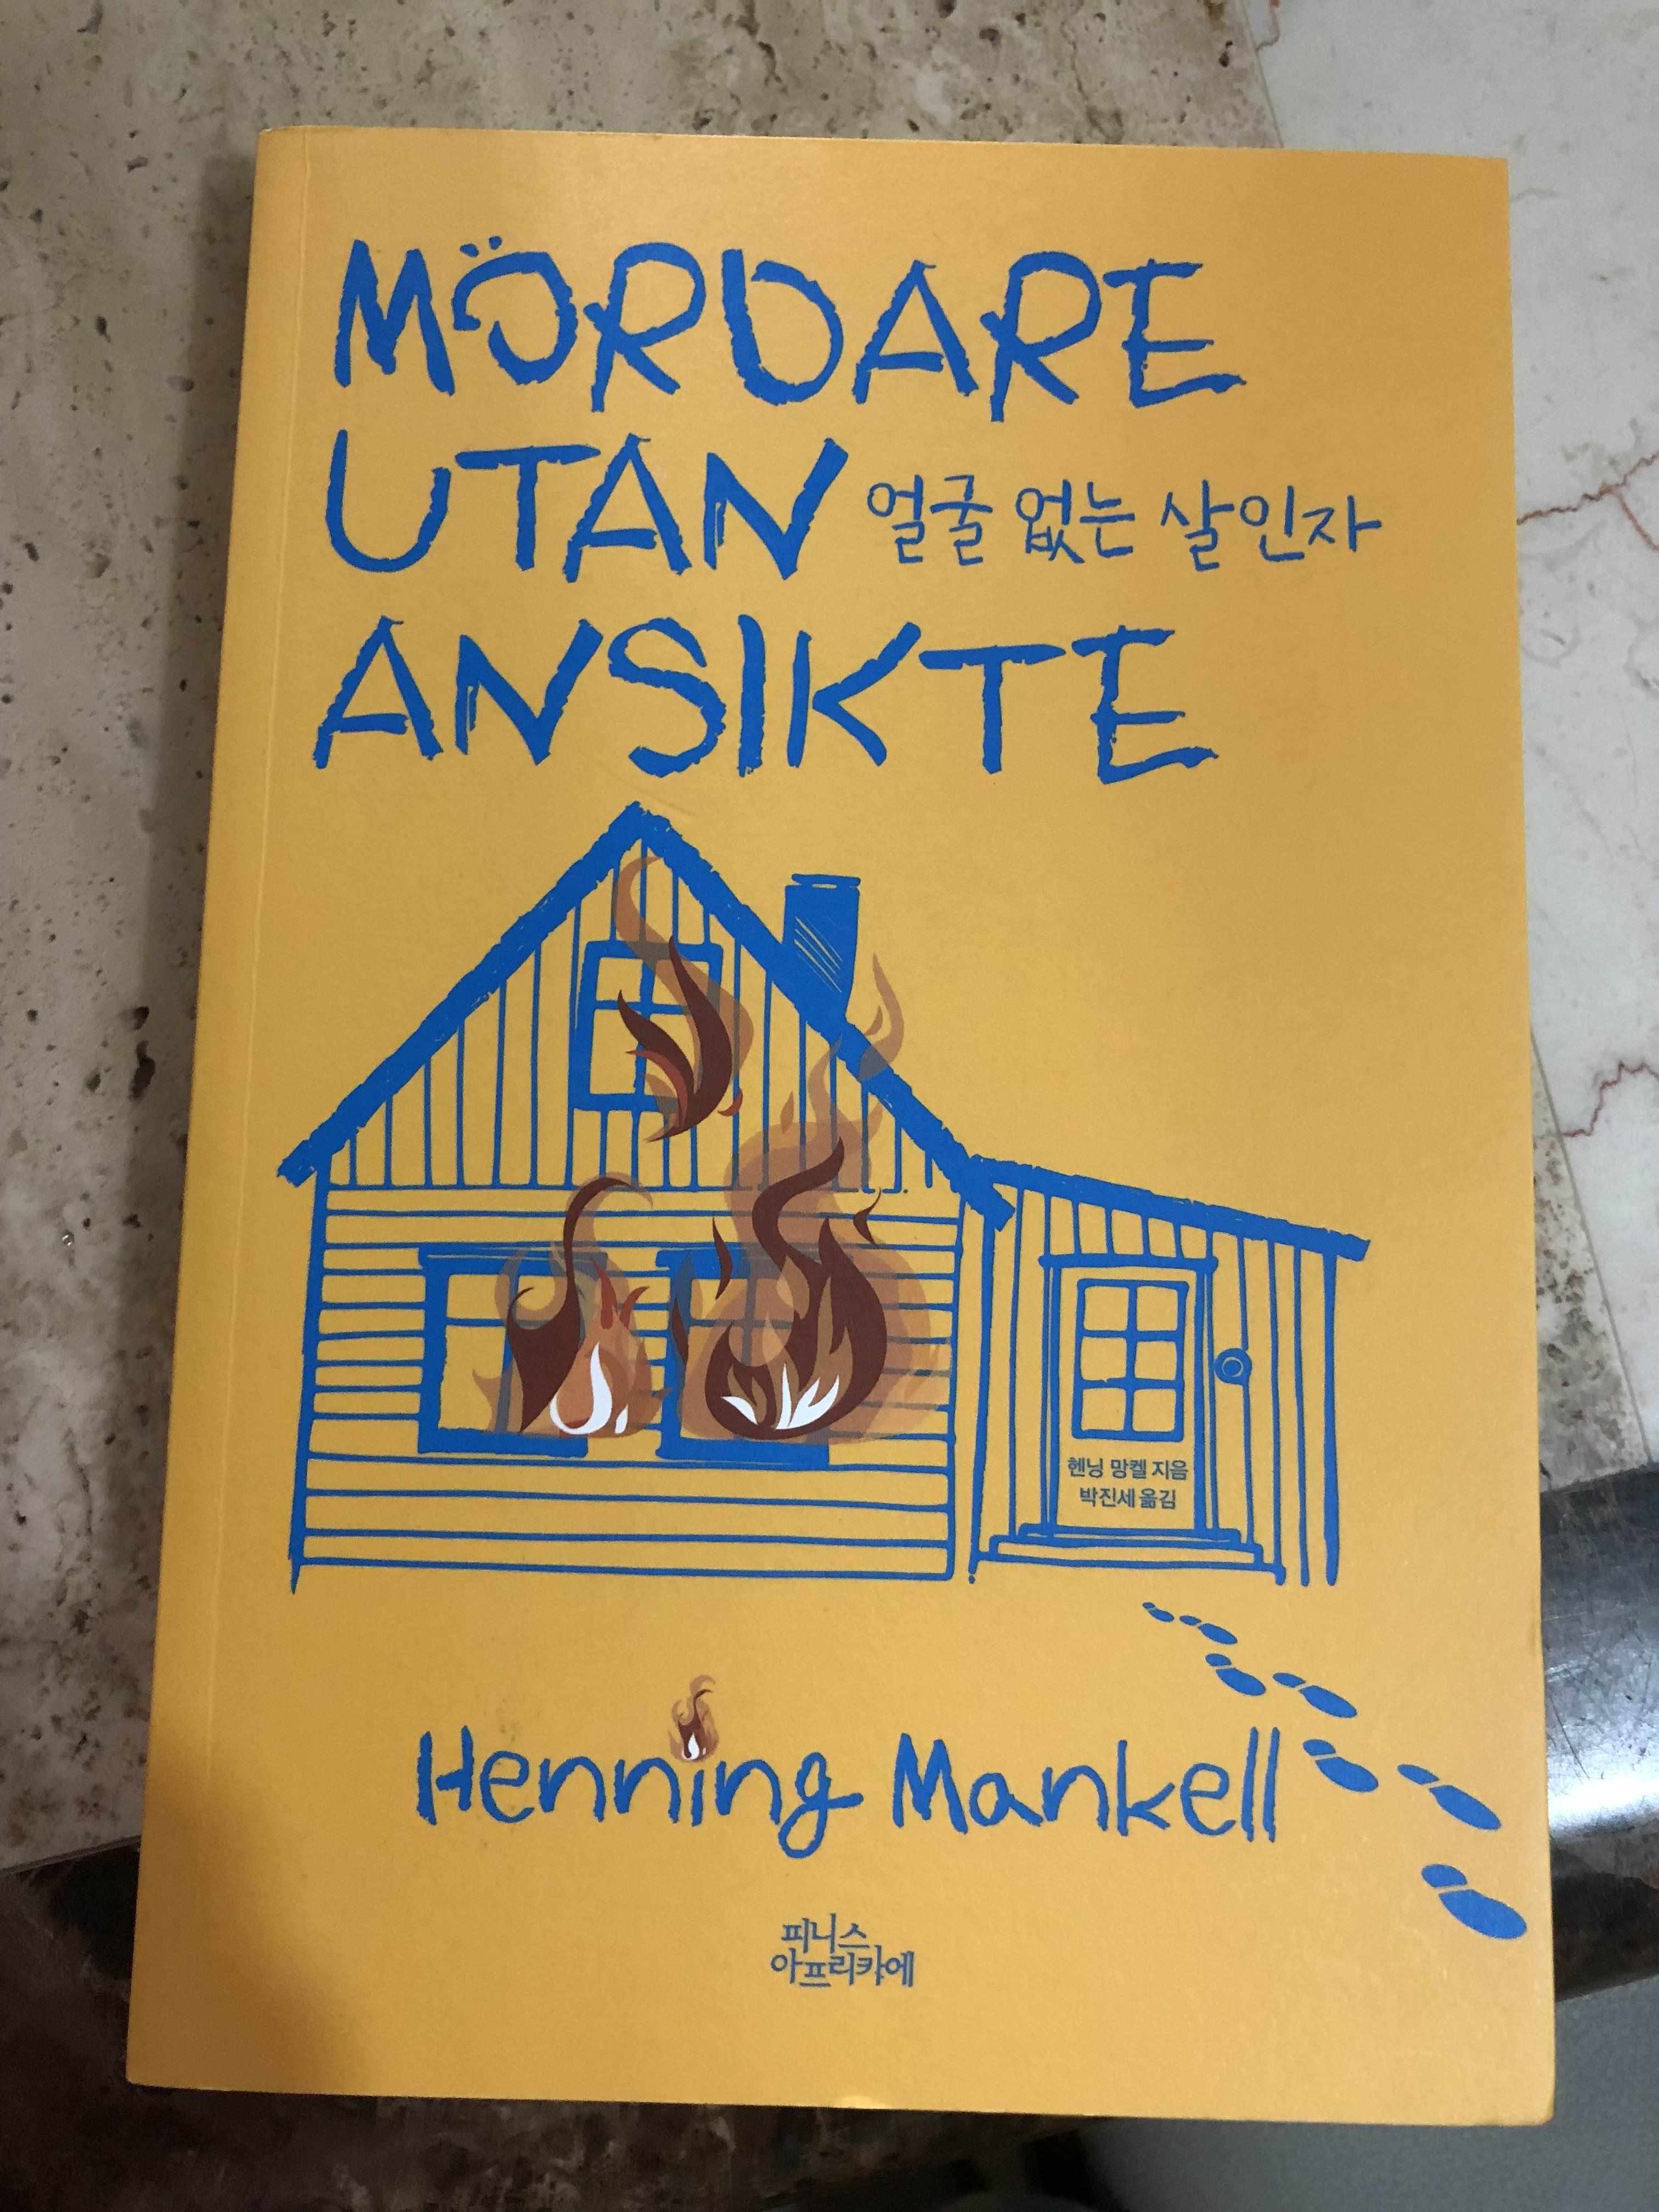 MÖRDARE
UTAN 얼굴 없는 살인자
ANSIKTE
헨닝 망켈 지음
박진세 옮김
Henning Mankell
피니스
아프리카에